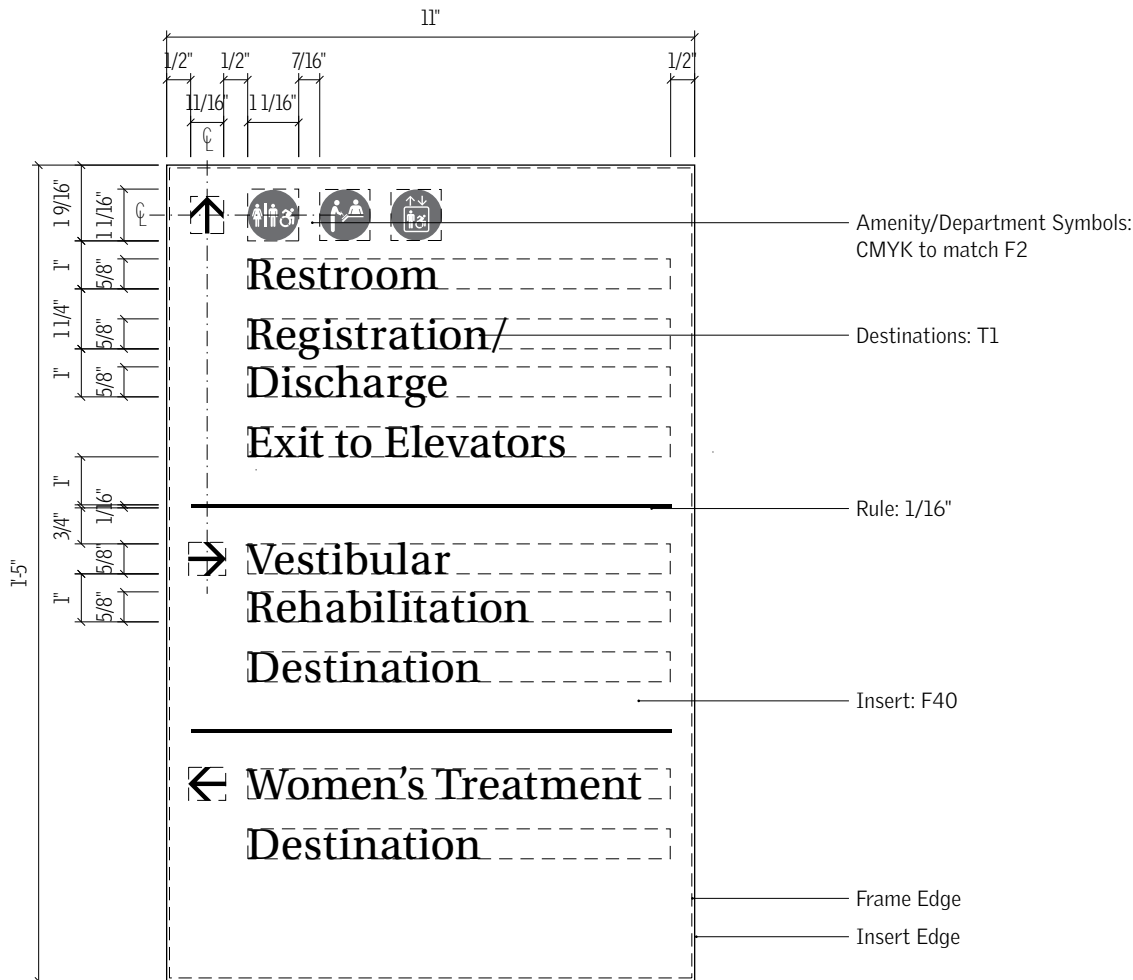 11"
1/2" 1/2" 7/16" 1/2"
11/16" 1 1/16"
℄
1 9/16"
1 1/16"
℄
Amenity/Department Symbols:
CMYK to match F2
1"
5/8"
Restroom
1 1/4"
5/8"
Registration/
Destinations: T1
1"
5/8"
Discharge
Exit to Elevators
1"
1/16"
Rule: 1/16"
3/4"
5/8"
Vestibular
1'-5"
1"
5/8"
Rehabilitation
Destination
Insert: F40
Women's Treatment
Destination
Frame Edge
Insert Edge